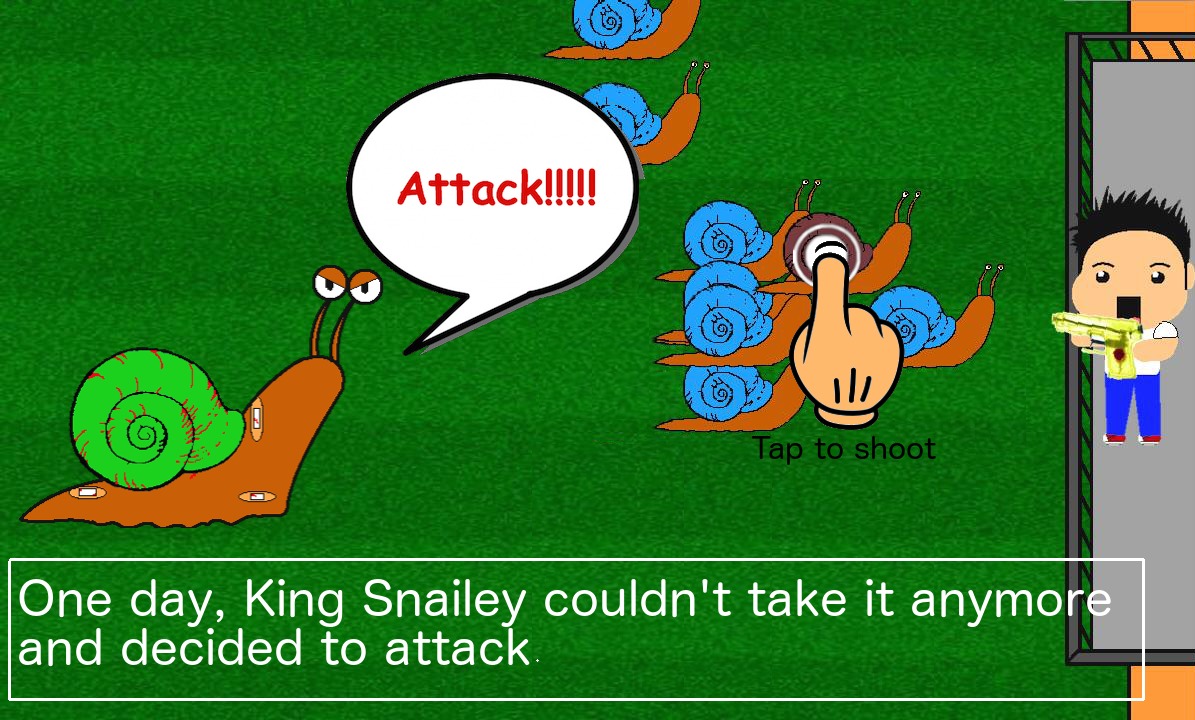 Attack!!!!!
Tap to shoot
One day, King Snailey couldn't take it anymore
and decided to attack.